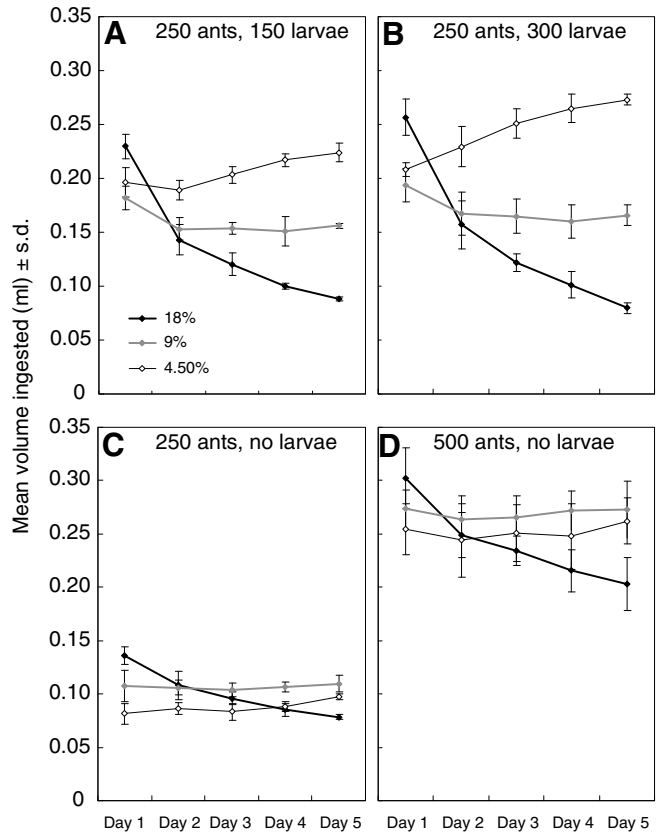 Mean volume ingested (ml) ± s.d.
A 250 ants, 150 larvae
0.35
0.30
0.25
0.20
0.15
0.10
0.05
0
18%
9%
4.50%
B 250 ants, 300 larvae
C 250 ants, no larvae
0.35
0.30
0.25
0.20
0.15
0.10
0.05
0
Day 1 Day 2 Day 3 Day 4 Day 5
D 500 ants, no larvae
Day 1 Day 2 Day 3 Day 4 Day 5